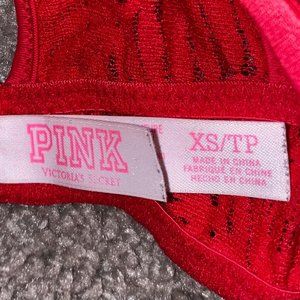 PINK
VICTORIA'S SECRET
XS/TP
MADE IN CHINA
FABRIQUÉ EN CHINE
HECHO EN CHINA